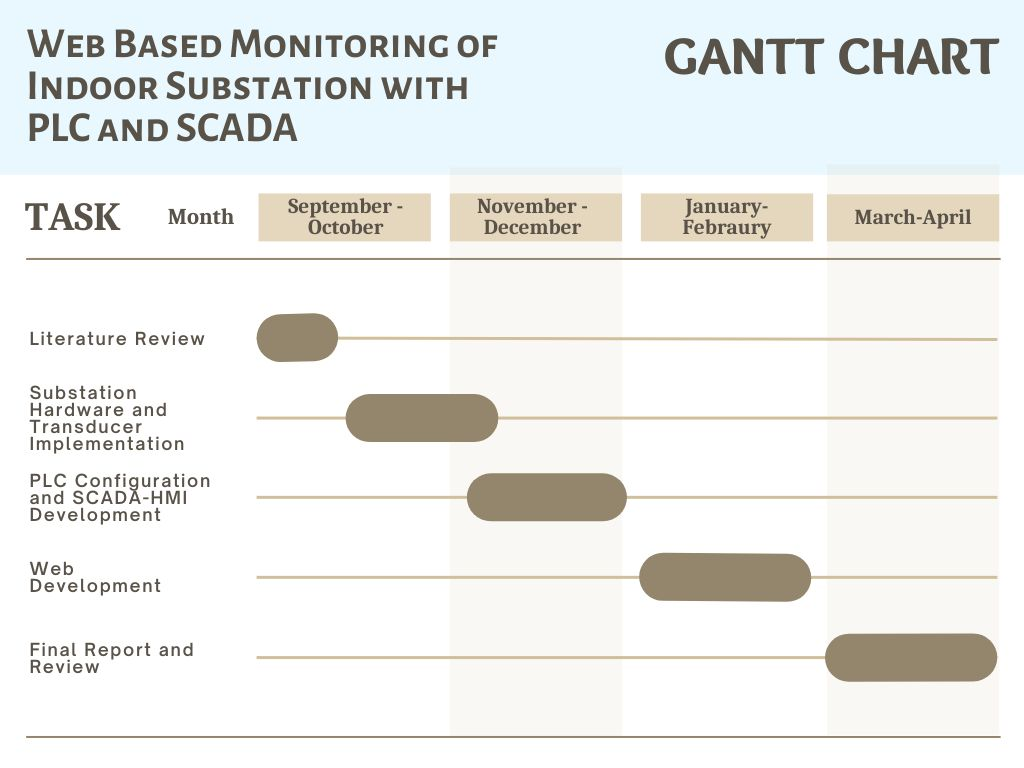 Web Based Monitoring of
Indoor Substation with
PLC and SCADA
GANTT CHART
TASK
Month
September -
October
November -
December
January-
Febraury
March-April
Literature Review
Substation
Hardware and
Transducer
Implementation
PLC Configuration
and SCADA-HMI
Development
Web
Development
Final Report and
Review